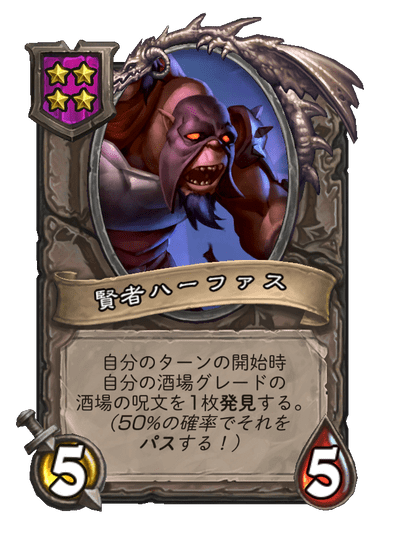 賢者ハーファス
自分のターンの開始時
自分の酒場グレードの
酒場の呪文を1枚発見する。
（50%の確率でそれを
パスする！）
5
5